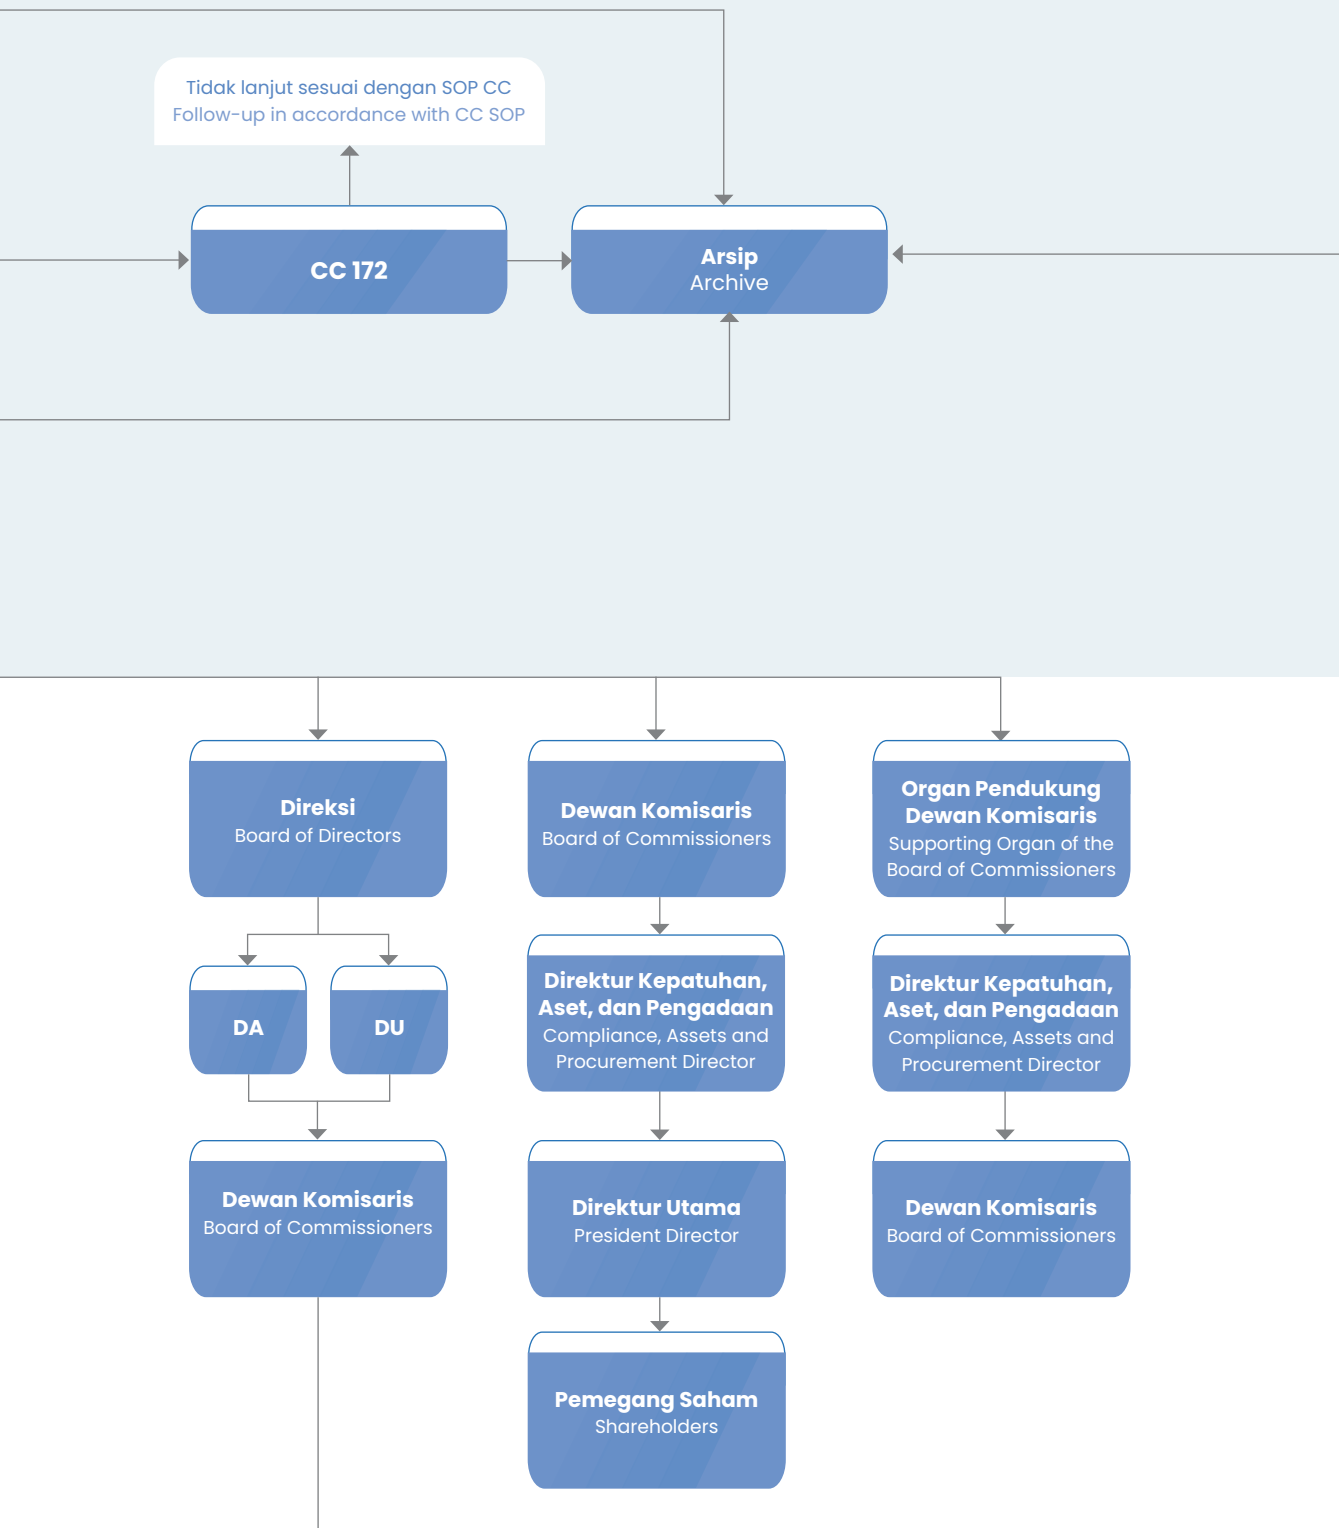 Tidak lanjut sesuai dengan SOP CC
Follow-up in accordance with CC SOP
CC 172
Arsip
Archive
Direksi
Board of Directors
Dewan Komisaris
Board of Commissioners
Organ Pendukung
Dewan Komisaris
Supporting Organ of the
Board of Commissioners
DA
DU
Direktur Kepatuhan,
Aset, dan Pengadaan
Compliance, Assets and
Procurement Director
Direktur Kepatuhan,
Aset, dan Pengadaan
Compliance, Assets and
Procurement Director
Dewan Komisaris
Board of Commissioners
Direktur Utama
President Director
Dewan Komisaris
Board of Commissioners
Pemegang Saham
Shareholders